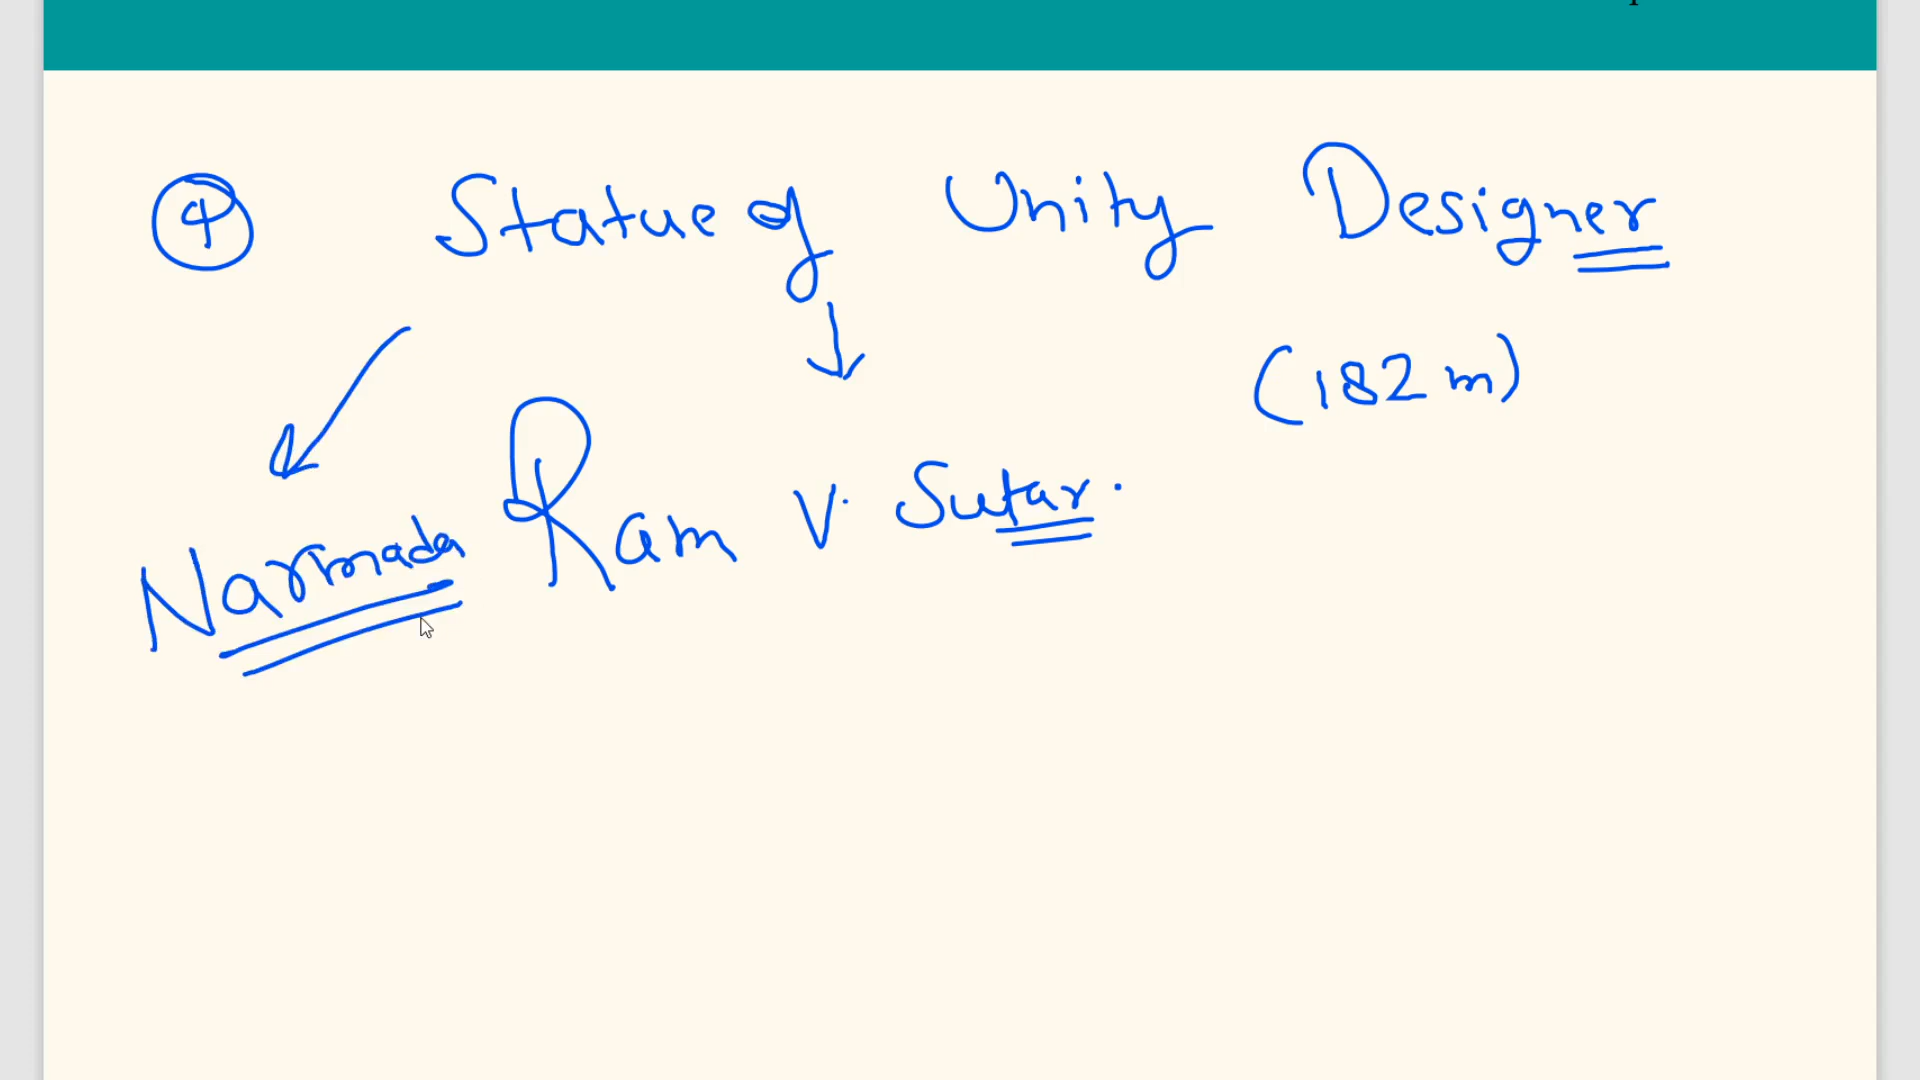 ④ Statue of Unity Designer
(182 m)
Ram V. Sutar.
Narmada